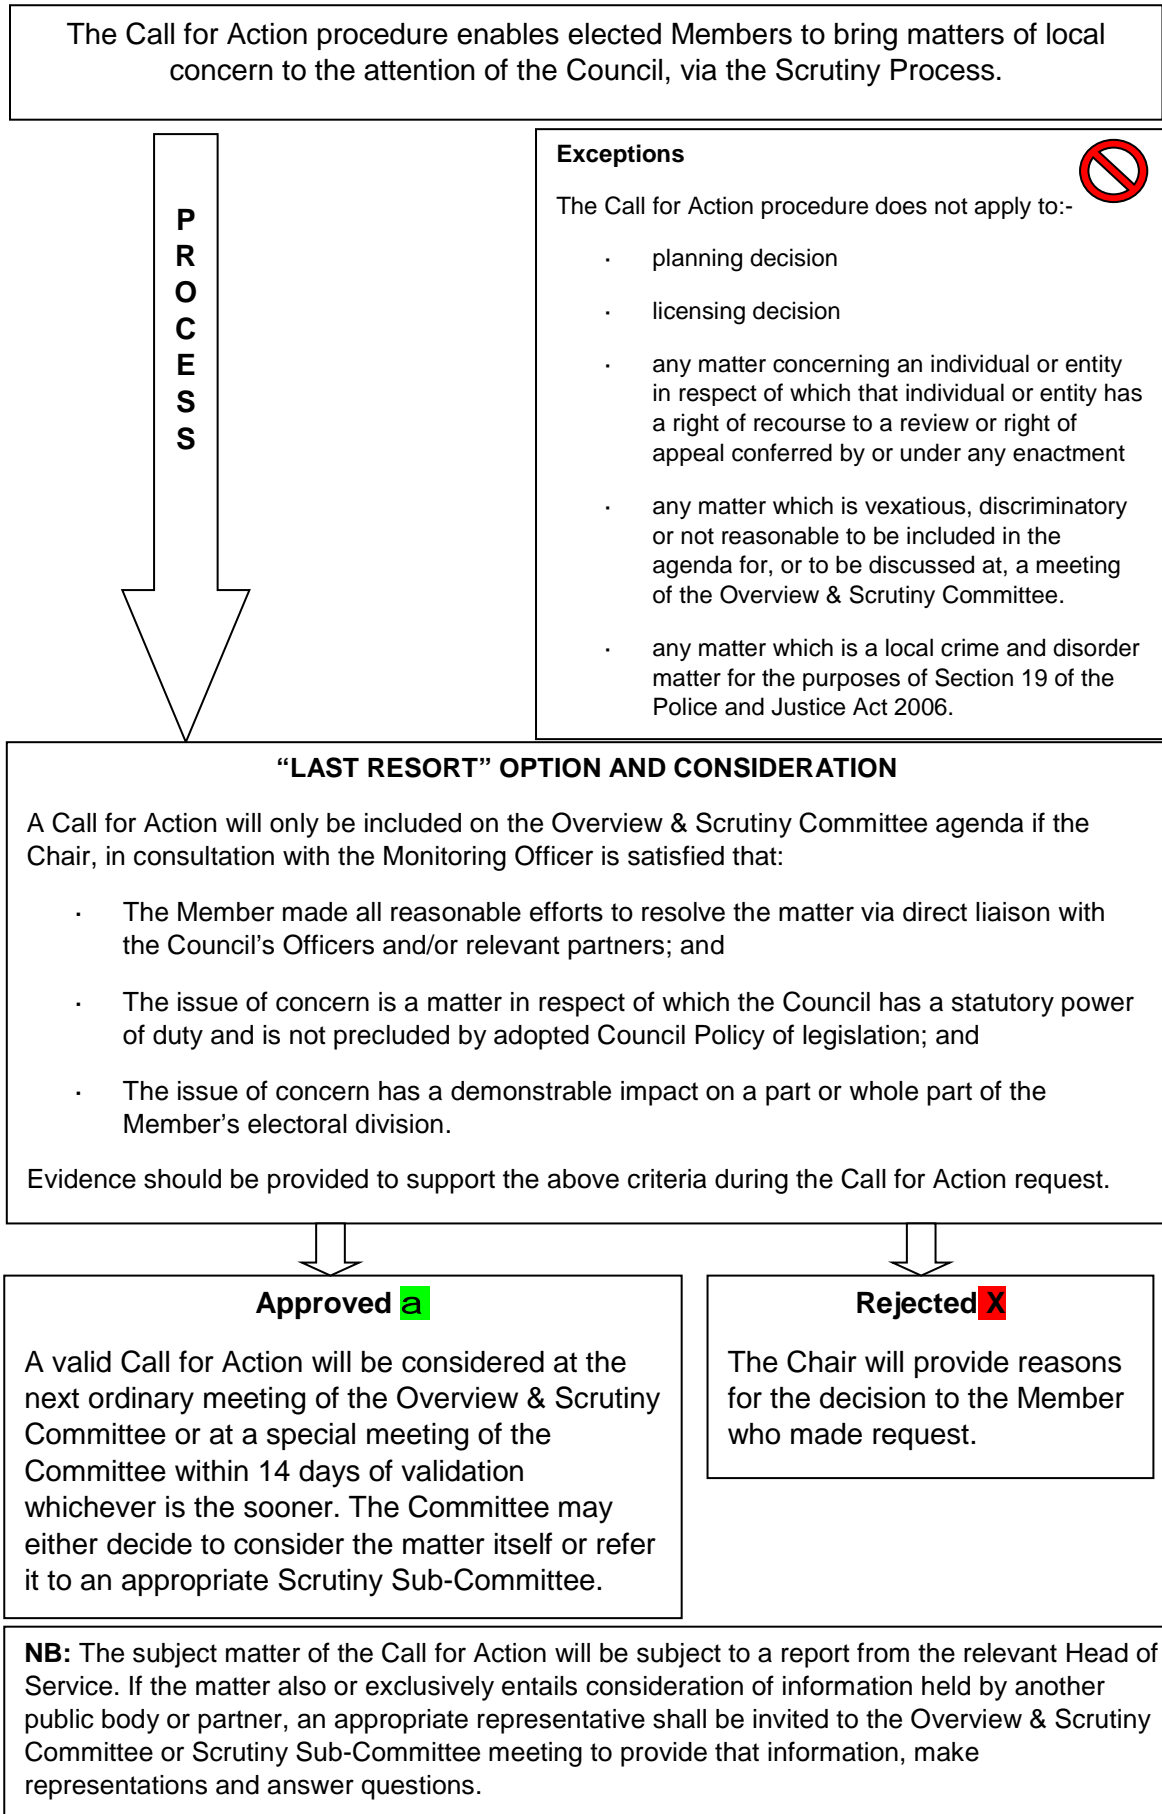 The Call for Action procedure enables elected Members to bring matters of local
concern to the attention of the Council, via the Scrutiny Process.
P
R
O
C
E
S
S
Exceptions
The Call for Action procedure does not apply to:-
· planning decision
· licensing decision
· any matter concerning an individual or entity
in respect of which that individual or entity has
a right of recourse to a review or right of
appeal conferred by or under any enactment
· any matter which is vexatious, discriminatory
or not reasonable to be included in the
agenda for, or to be discussed at, a meeting
of the Overview & Scrutiny Committee.
· any matter which is a local crime and disorder
matter for the purposes of Section 19 of the
Police and Justice Act 2006.
“LAST RESORT” OPTION AND CONSIDERATION
A Call for Action will only be included on the Overview & Scrutiny Committee agenda if the
Chair, in consultation with the Monitoring Officer is satisfied that:
· The Member made all reasonable efforts to resolve the matter via direct liaison with
the Council’s Officers and/or relevant partners; and
· The issue of concern is a matter in respect of which the Council has a statutory power
of duty and is not precluded by adopted Council Policy of legislation; and
· The issue of concern has a demonstrable impact on a part or whole part of the
Member’s electoral division.
Evidence should be provided to support the above criteria during the Call for Action request.
Approved a
A valid Call for Action will be considered at the
next ordinary meeting of the Overview & Scrutiny
Committee or at a special meeting of the
Committee within 14 days of validation
whichever is the sooner. The Committee may
either decide to consider the matter itself or refer
it to an appropriate Scrutiny Sub-Committee.
Rejected X
The Chair will provide reasons
for the decision to the Member
who made request.
NB: The subject matter of the Call for Action will be subject to a report from the relevant Head of
Service. If the matter also or exclusively entails consideration of information held by another
public body or partner, an appropriate representative shall be invited to the Overview & Scrutiny
Committee or Scrutiny Sub-Committee meeting to provide that information, make
representations and answer questions.